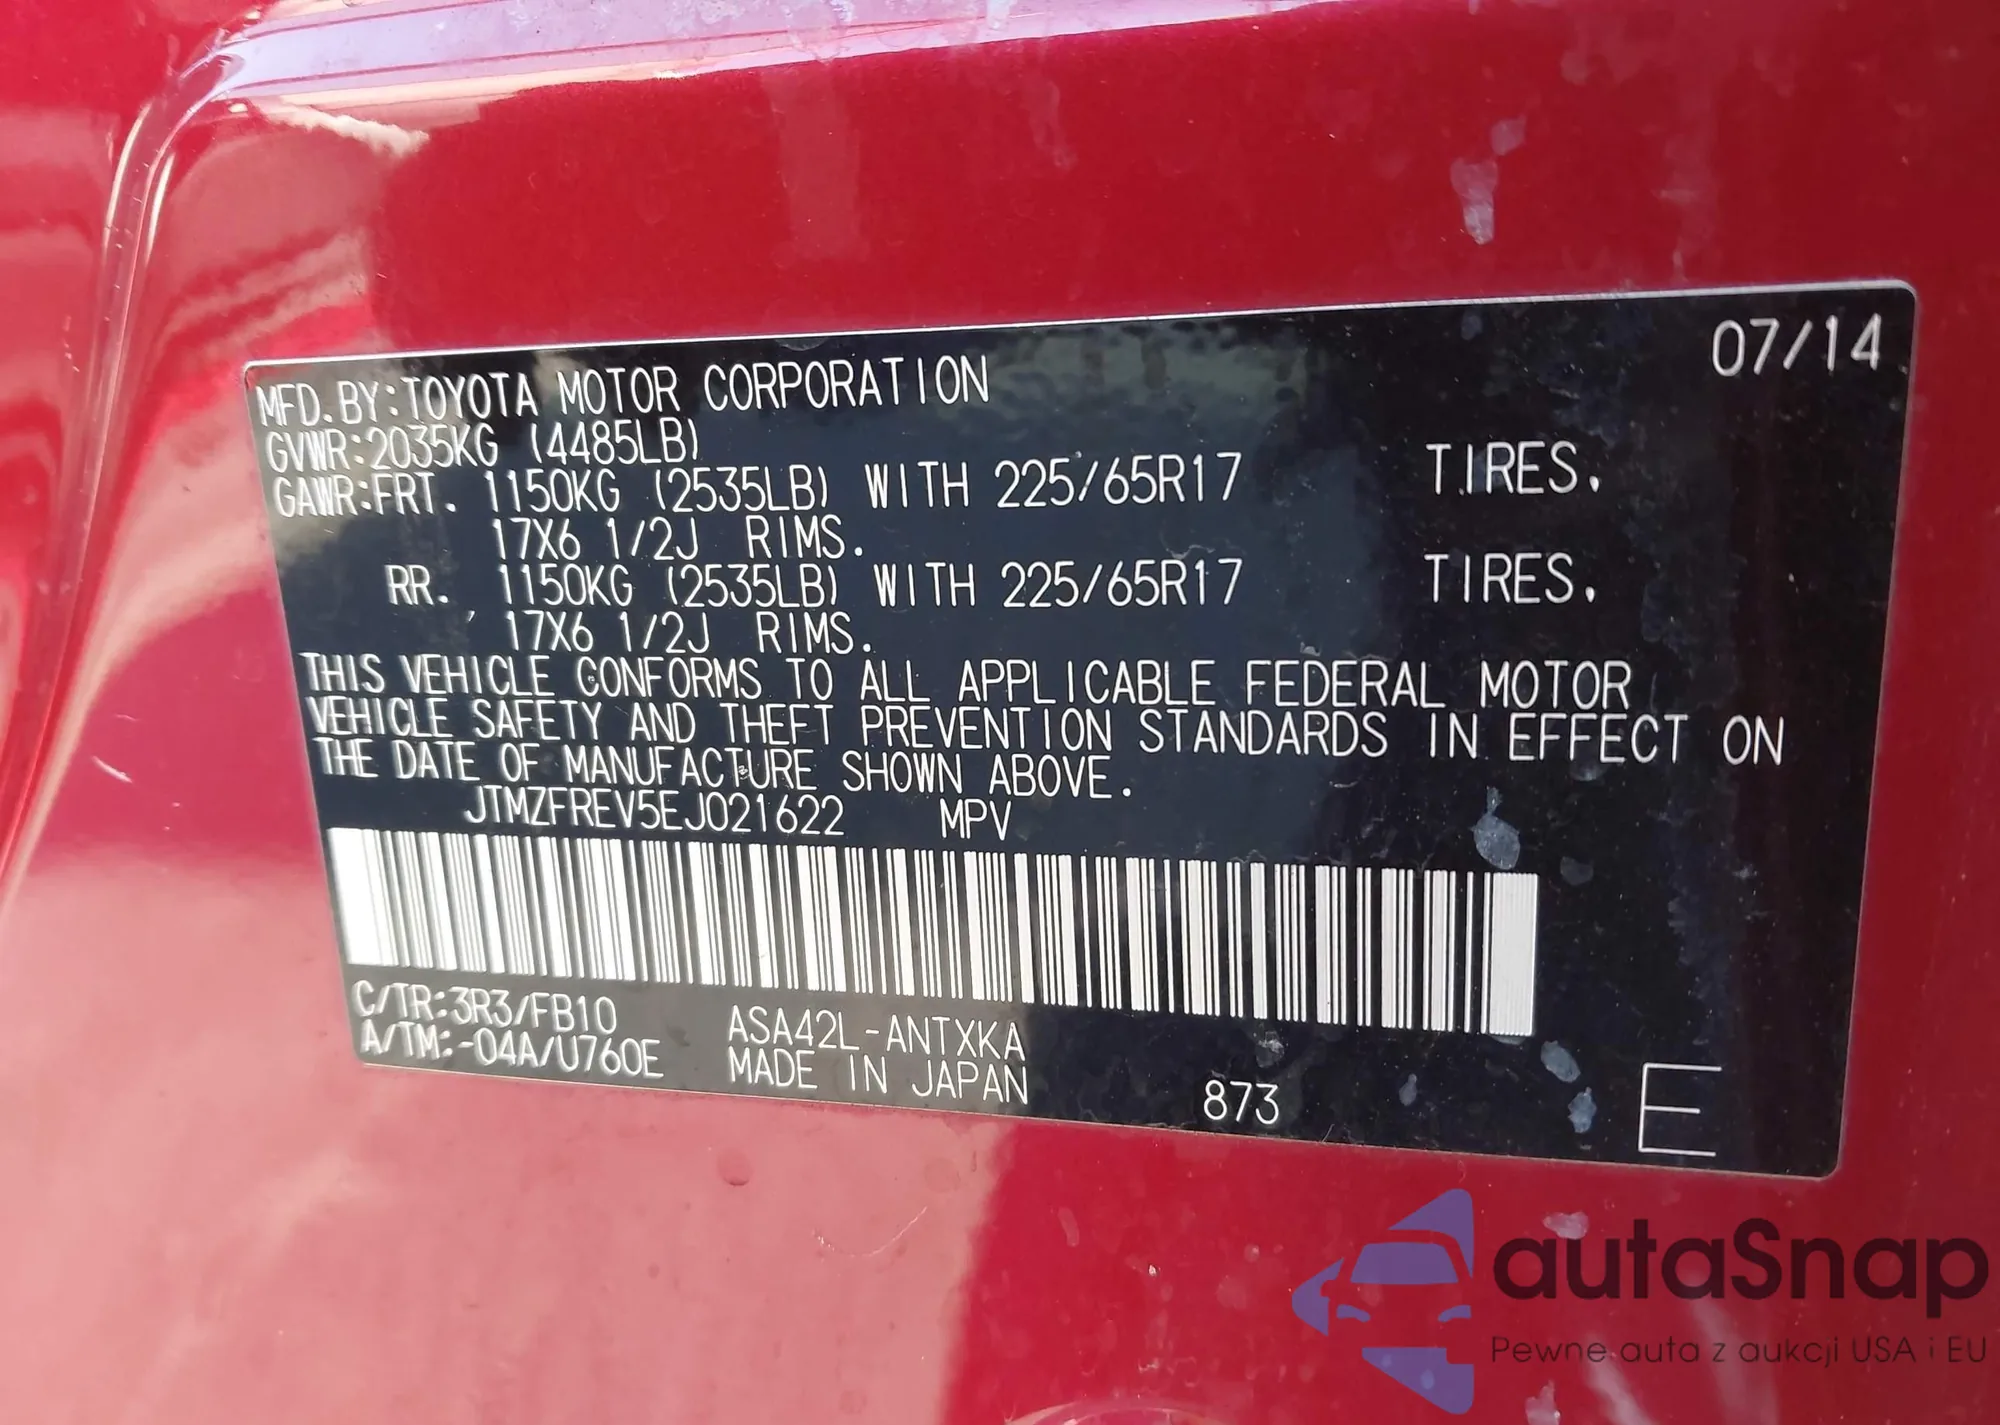 07/14
MFD.BY:TOYOTA MOTOR CORPORATION
GVWR:2035KG (4485LB)
GAWR:FRT. 1150KG (2535LB) WITH 225/65R17 TIRES.
17X6 1/2J RIMS.
RR. 1150KG (2535LB) WITH 225/65R17 TIRES.
17X6 1/2J RIMS.
THIS VEHICLE CONFORMS TO ALL APPLICABLE FEDERAL MOTOR
VEHICLE SAFETY AND THEFT PREVENTION STANDARDS IN EFFECT ON
THE DATE OF MANUFACTURE SHOWN ABOVE.
JTMZFREV5EJ021622 MPV
C/TR:3R3/FB10 ASA42L-ANTXKA
A/TM:-04A/U760E MADE IN JAPAN
873 E
autaSnap
Pewne auta z aukcji USA i EU